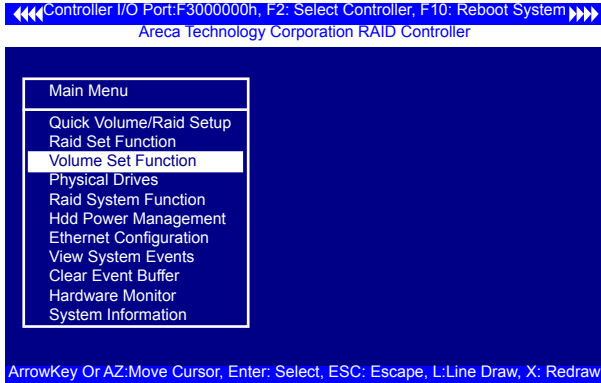 Controller I/O Port:F3000000h, F2: Select Controller, F10: Reboot System
Areca Technology Corporation RAID Controller
Main Menu
Quick Volume/Raid Setup
Raid Set Function
Volume Set Function
Physical Drives
Raid System Function
Hdd Power Management
Ethernet Configuration
View System Events
Clear Event Buffer
Hardware Monitor
System Information
ArrowKey Or AZ:Move Cursor, Enter: Select, ESC: Escape, L:Line Draw, X: Redraw